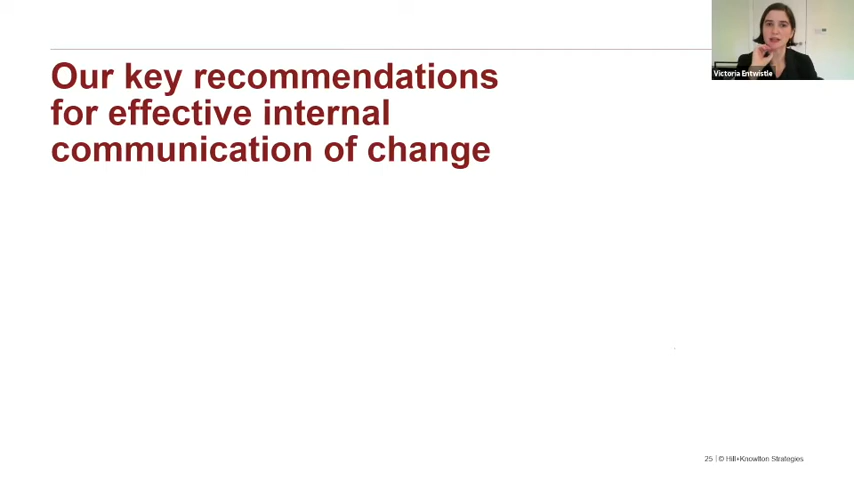 Our key recommendations
for effective internal
communication of change
Victoria Entwistle
25 | © Hill+Knowlton Strategies